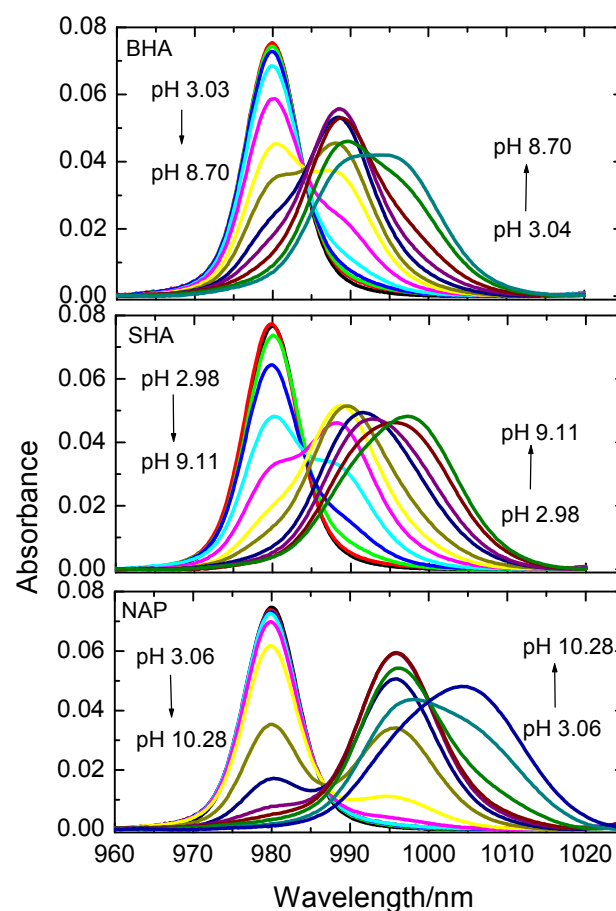 0.08
BHA
pH 3.03
pH 8.70
pH 8.70
pH 3.04
0.06
0.04
0.02
0.00
0.08
SHA
pH 2.98
pH 9.11
pH 9.11
pH 2.98
0.06
0.04
0.02
0.00
0.08
NAP
pH 3.06
pH 10.28
pH 10.28
pH 3.06
0.06
0.04
0.02
0.00
Absorbance
960 970 980 990 1000 1010 1020
Wavelength/nm